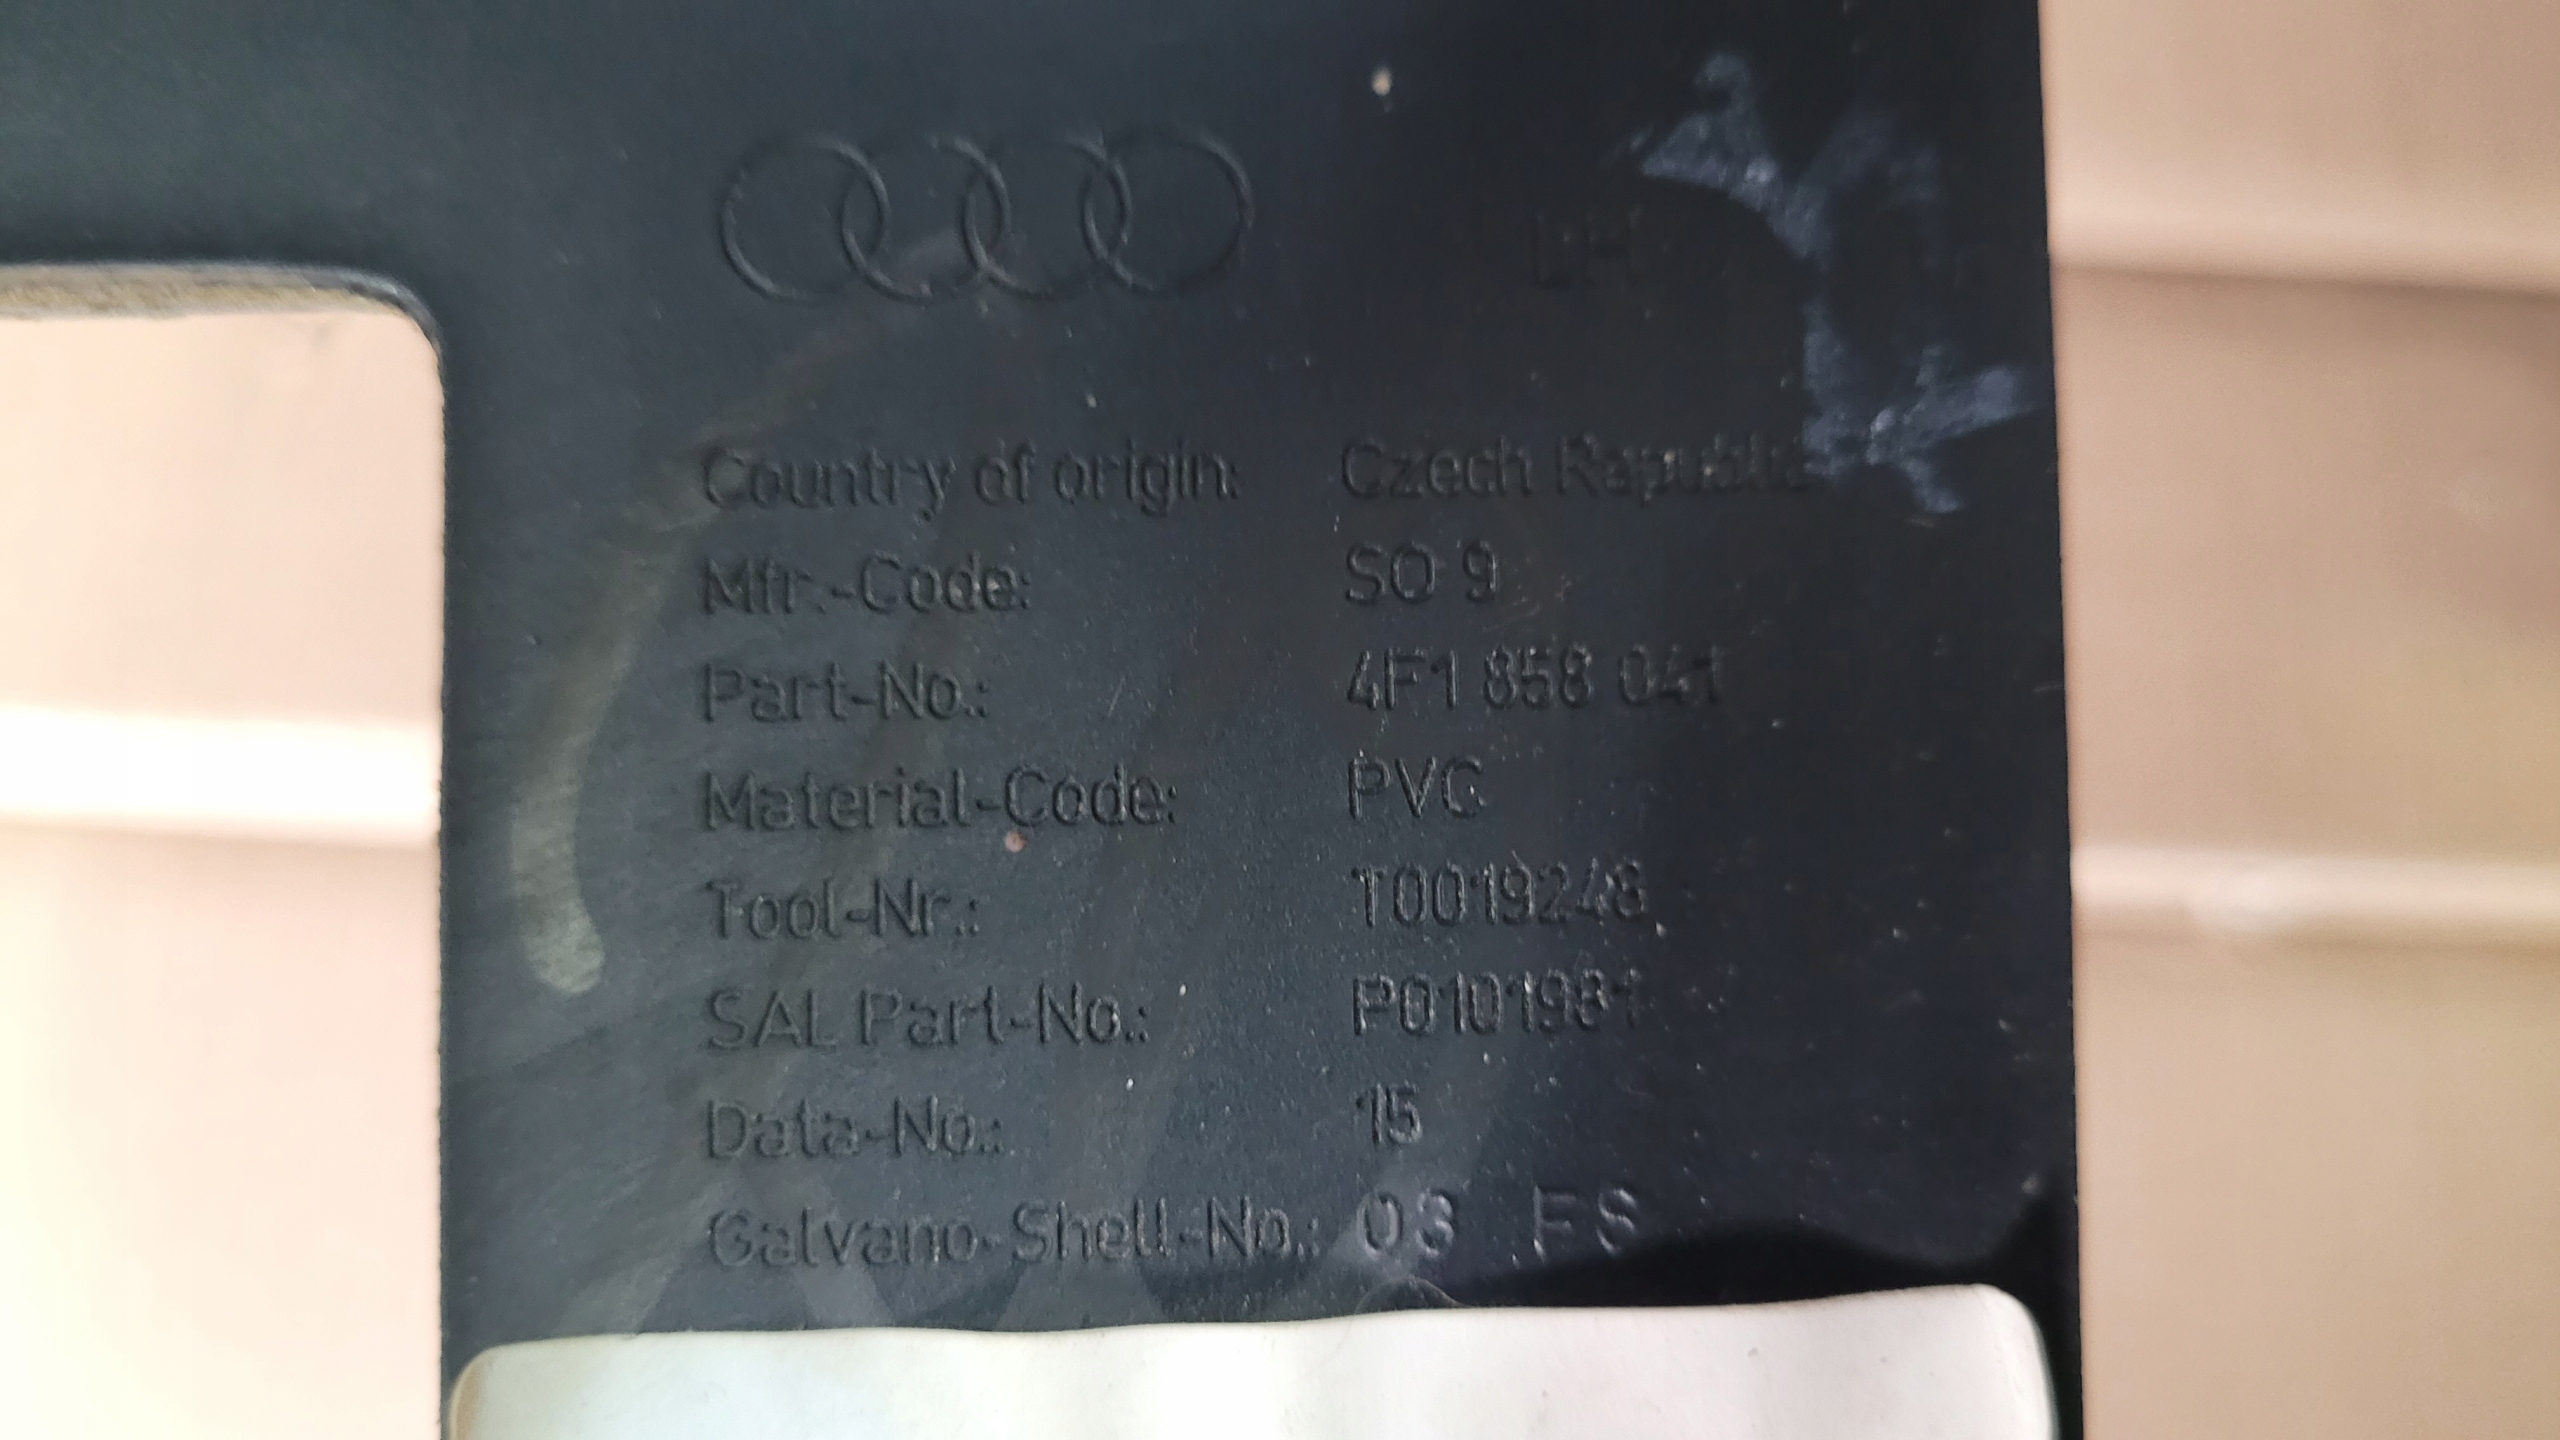 LH
Country of origin: Czech Republic
Mfr.-Code: SO 9
Part-No.: 4F1 858 041
Material-Code: PVC
Tool-Nr.: T0019248
SAL Part-No.: P0101981
Data-No.: 15
Galvano-Shell-No.: 03 FS